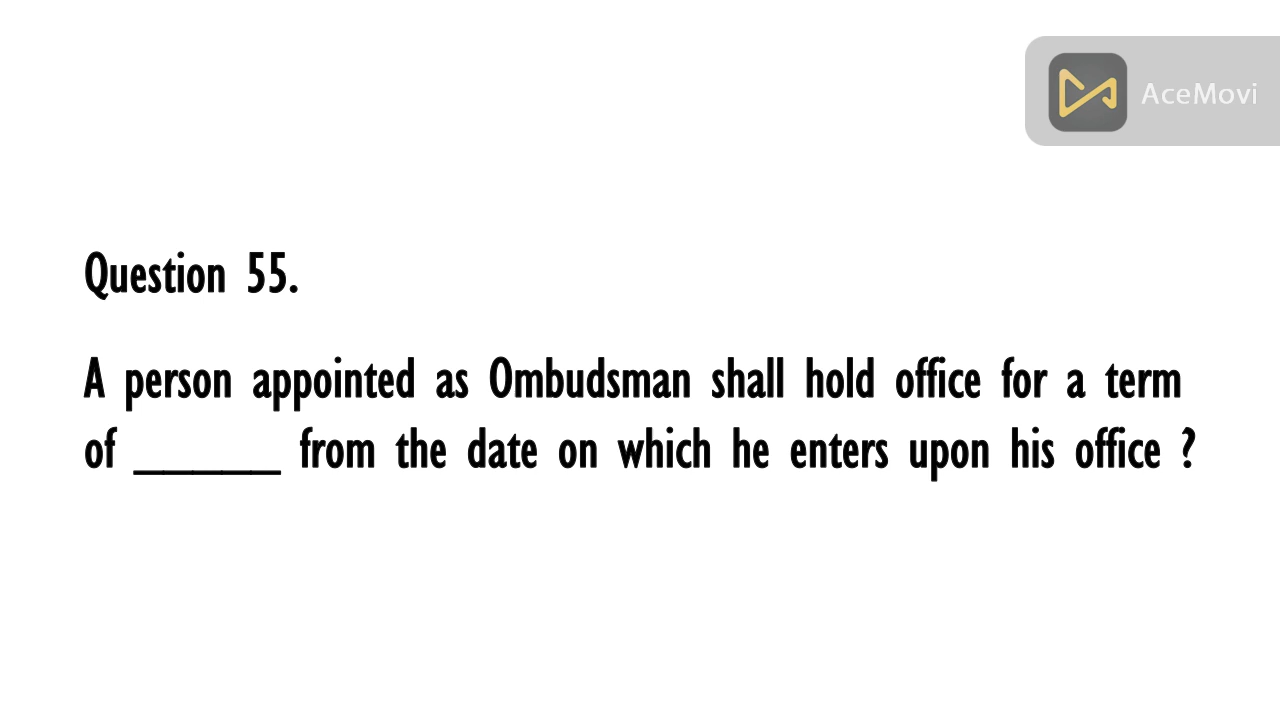 AceMovi
Question 55.
A person appointed as Ombudsman shall hold office for a term
of _____ from the date on which he enters upon his office ?